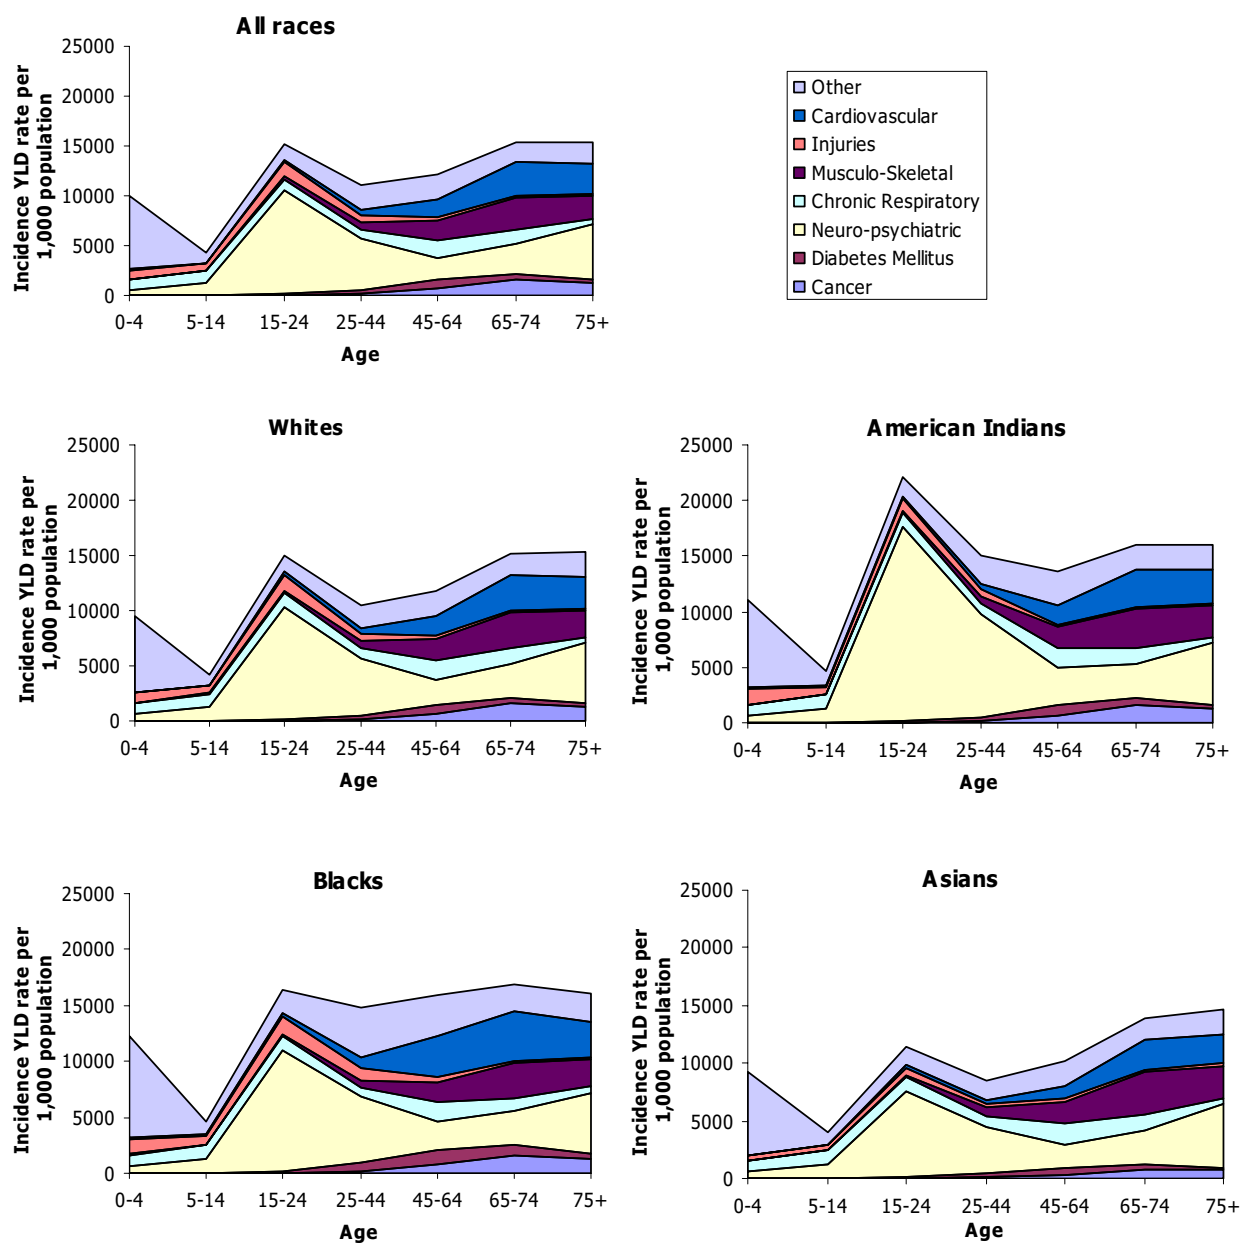 All races
25000
20000
15000
10000
5000
0
Incidence YLD rate per
1,000 population
0-4 5-14 15-24 25-44 45-64 65-74 75+
Age
Other
Cardiovascular
Injuries
Musculo-Skeletal
Chronic Respiratory
Neuro-psychiatric
Diabetes Mellitus
Cancer
Whites
25000
20000
15000
10000
5000
0
Incidence YLD rate per
1,000 population
0-4 5-14 15-24 25-44 45-64 65-74 75+
Age
American Indians
25000
20000
15000
10000
5000
0
Incidence YLD rate per
1,000 population
0-4 5-14 15-24 25-44 45-64 65-74 75+
Age
Blacks
25000
20000
15000
10000
5000
0
Incidence YLD rate per
1,000 population
0-4 5-14 15-24 25-44 45-64 65-74 75+
Age
Asians
25000
20000
15000
10000
5000
0
Incidence YLD rate per
1,000 population
0-4 5-14 15-24 25-44 45-64 65-74 75+
Age